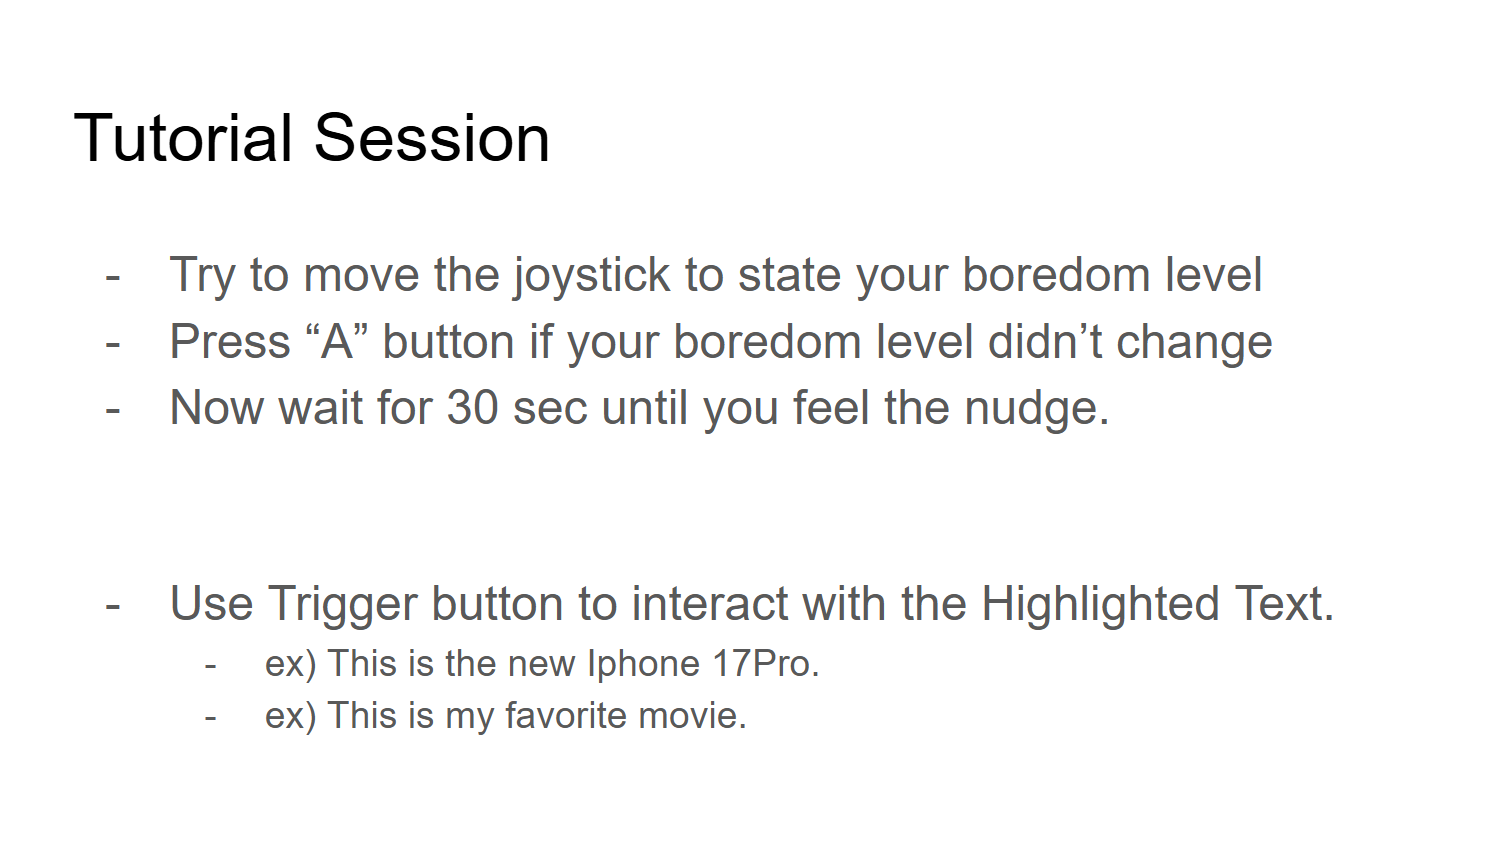 Tutorial Session
- Try to move the joystick to state your boredom level
- Press “A” button if your boredom level didn’t change
- Now wait for 30 sec until you feel the nudge.
- Use Trigger button to interact with the Highlighted Text.
- ex) This is the new Iphone 17Pro.
- ex) This is my favorite movie.